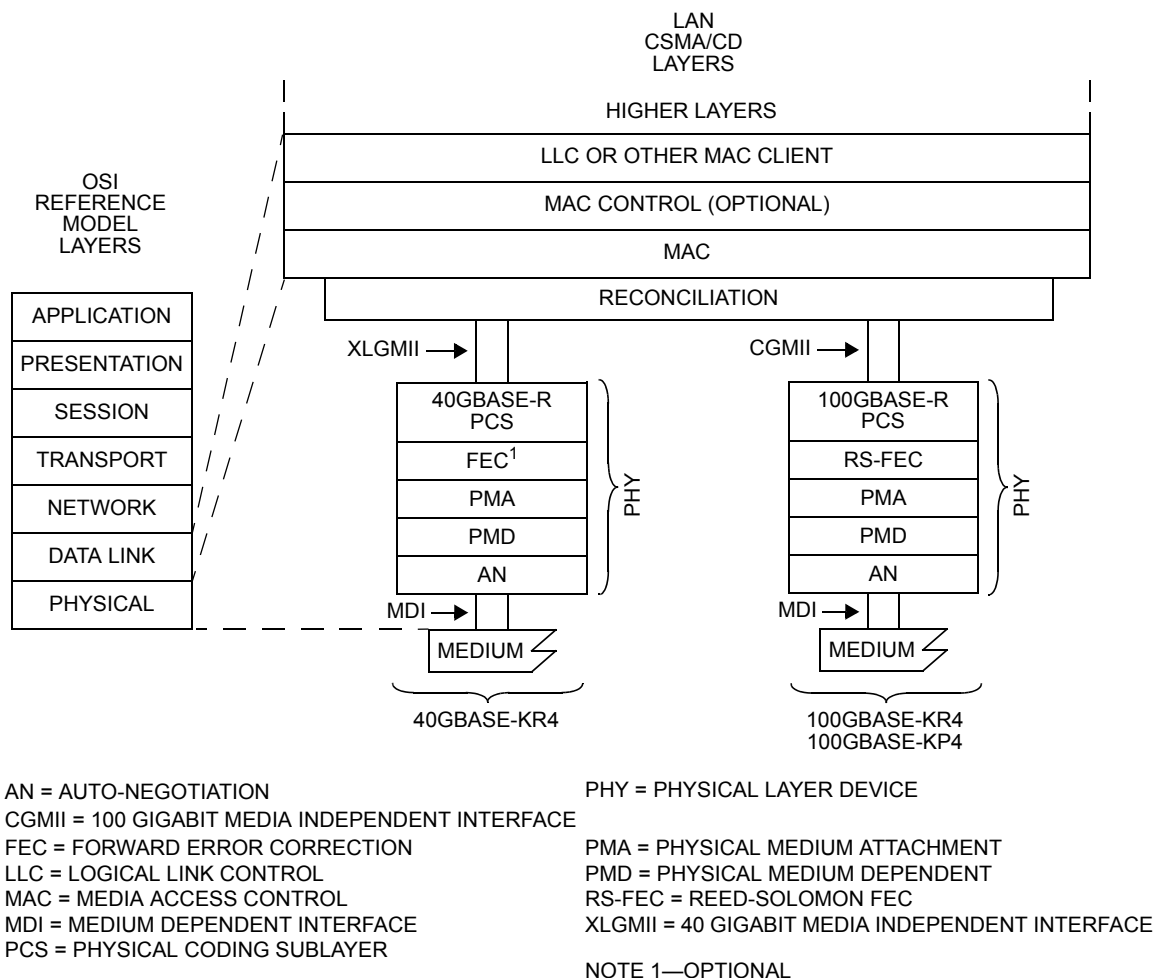 LAN
CSMA/CD
LAYERS
HIGHER LAYERS
LLC OR OTHER MAC CLIENT
MAC CONTROL (OPTIONAL)
MAC
RECONCILIATION
OSI
REFERENCE
MODEL
LAYERS
APPLICATION
PRESENTATION
SESSION
TRANSPORT
NETWORK
DATA LINK
PHYSICAL
XLGMII
40GBASE-R
PCS
FEC1
PMA
PMD
AN
PHY
MDI
MEDIUM
40GBASE-KR4
CGMII
100GBASE-R
PCS
RS-FEC
PMA
PMD
AN
PHY
MDI
MEDIUM
100GBASE-KR4
100GBASE-KP4
AN = AUTO-NEGOTIATION
CGMII = 100 GIGABIT MEDIA INDEPENDENT INTERFACE
FEC = FORWARD ERROR CORRECTION
LLC = LOGICAL LINK CONTROL
MAC = MEDIA ACCESS CONTROL
MDI = MEDIUM DEPENDENT INTERFACE
PCS = PHYSICAL CODING SUBLAYER
PHY = PHYSICAL LAYER DEVICE
PMA = PHYSICAL MEDIUM ATTACHMENT
PMD = PHYSICAL MEDIUM DEPENDENT
RS-FEC = REED-SOLOMON FEC
XLGMII = 40 GIGABIT MEDIA INDEPENDENT INTERFACE
NOTE 1—OPTIONAL